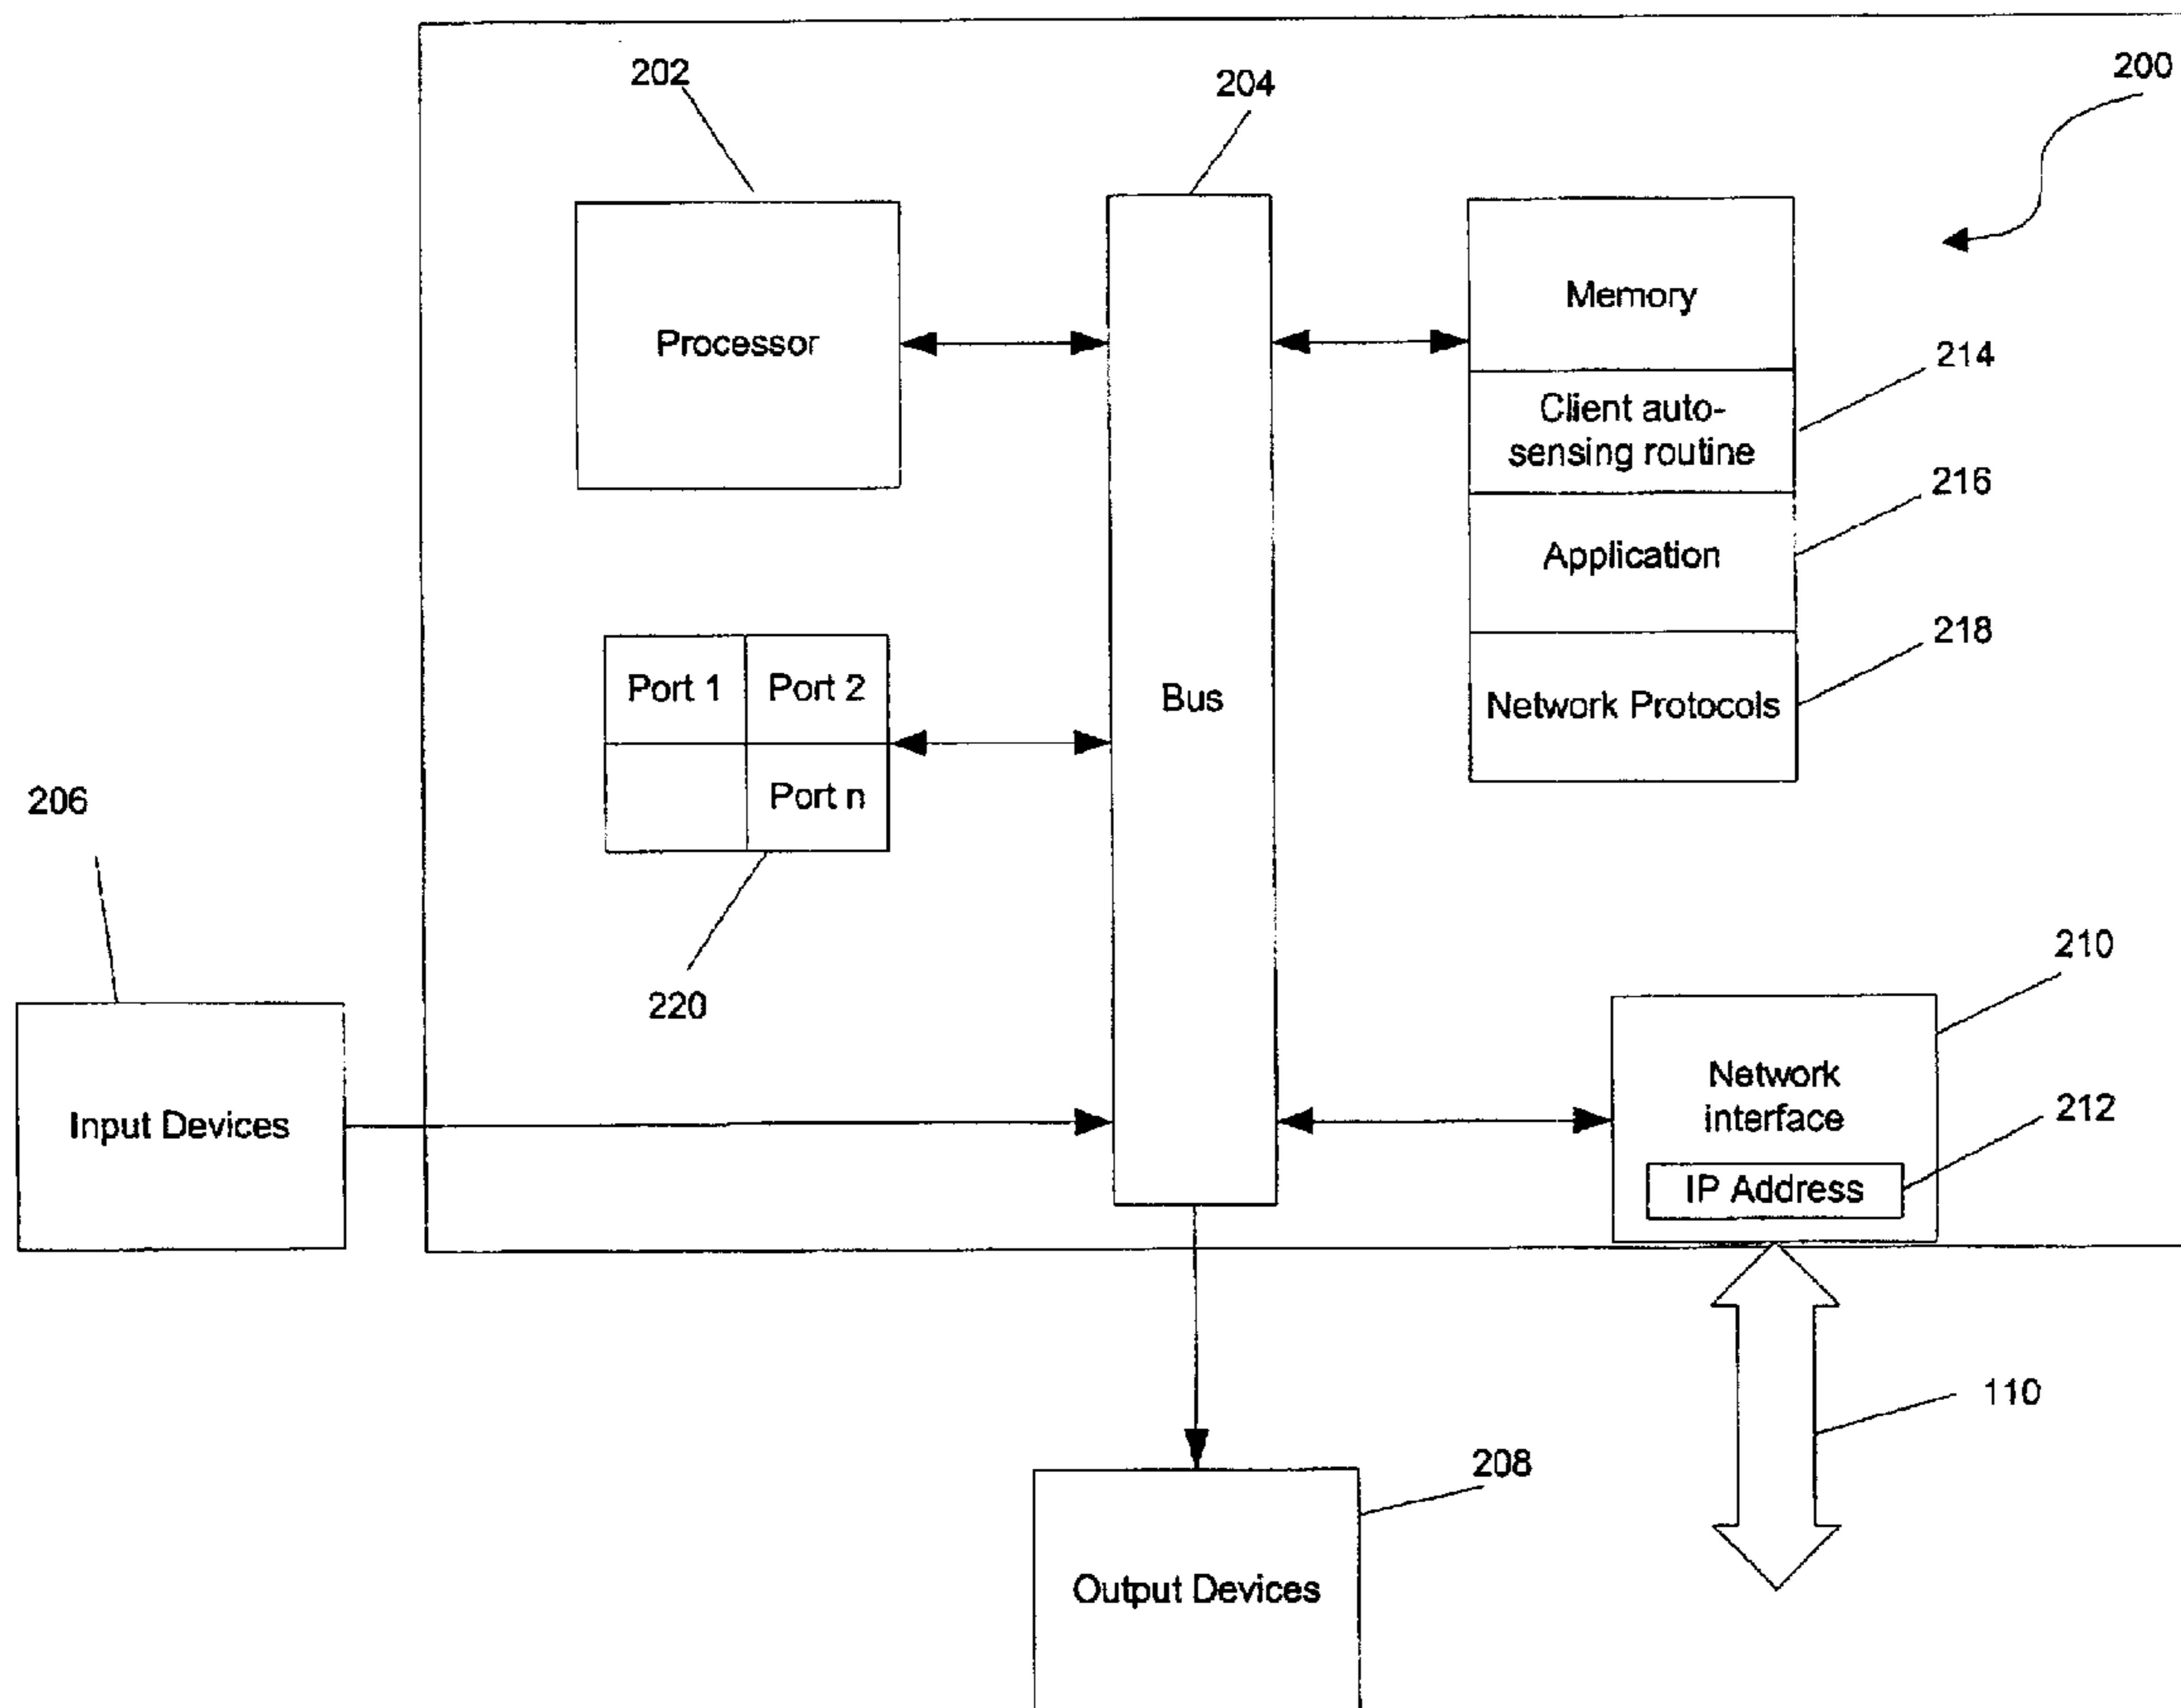 202
204
200
Processor
Memory
214
Client auto-
sensing routine
216
Application
218
Network Protocols
Port 1
Port 2
Port n
Bus
220
206
Input Devices
210
Network
interface
212
IP Address
110
208
Output Devices